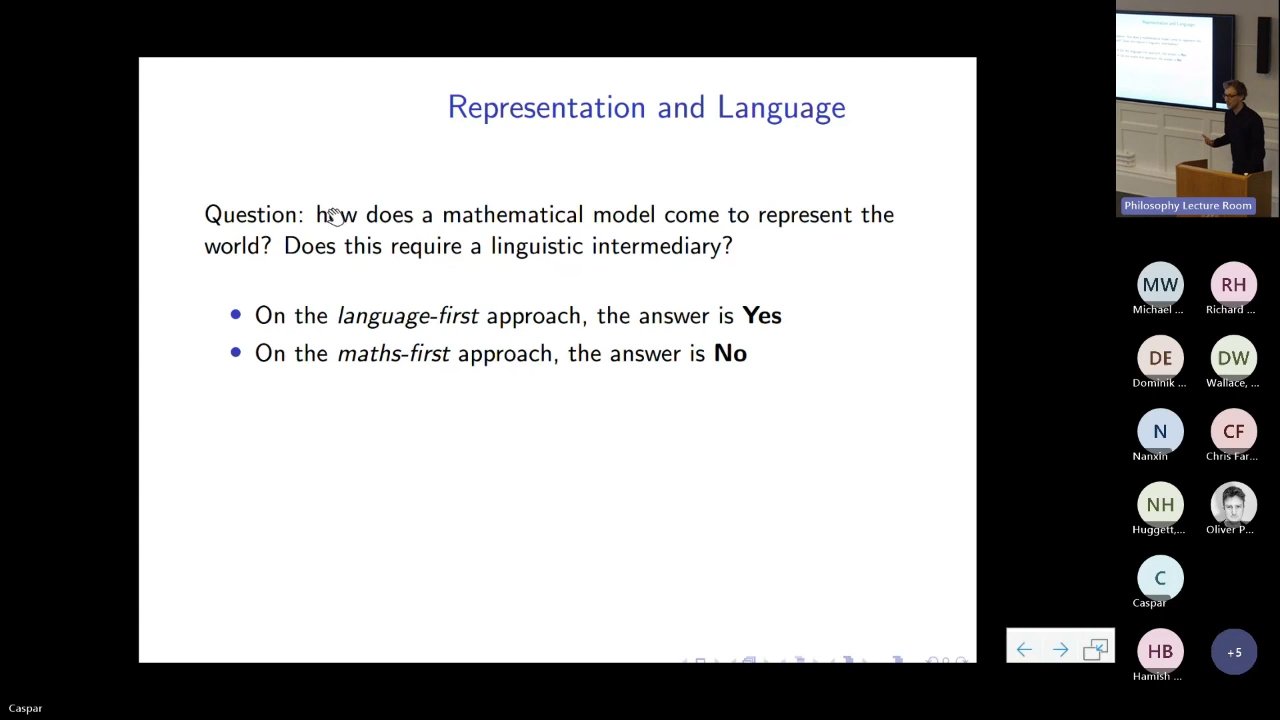 Representation and Language
Question: how does a mathematical model come to represent the
world? Does this require a linguistic intermediary?
• On the language-first approach, the answer is Yes
• On the maths-first approach, the answer is No
Representation and Language
Philosophy Lecture Room
MW
RH
Michael ...
Richard ...
DE
DW
Dominik ...
Wallace, ...
N
CF
Nanxin
Chris Far...
NH
Huggett,...
Oliver P...
C
Caspar
HB
+5
Hamish ...
Caspar